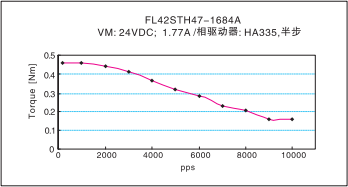 FL42STH47-1684A
VM: 24VDC; 1.77A/相驱动器: HA335,半步
Torque [Nm]
0.5
0.4
0.3
0.2
0.1
0
0 2000 4000 6000 8000 10000
pps